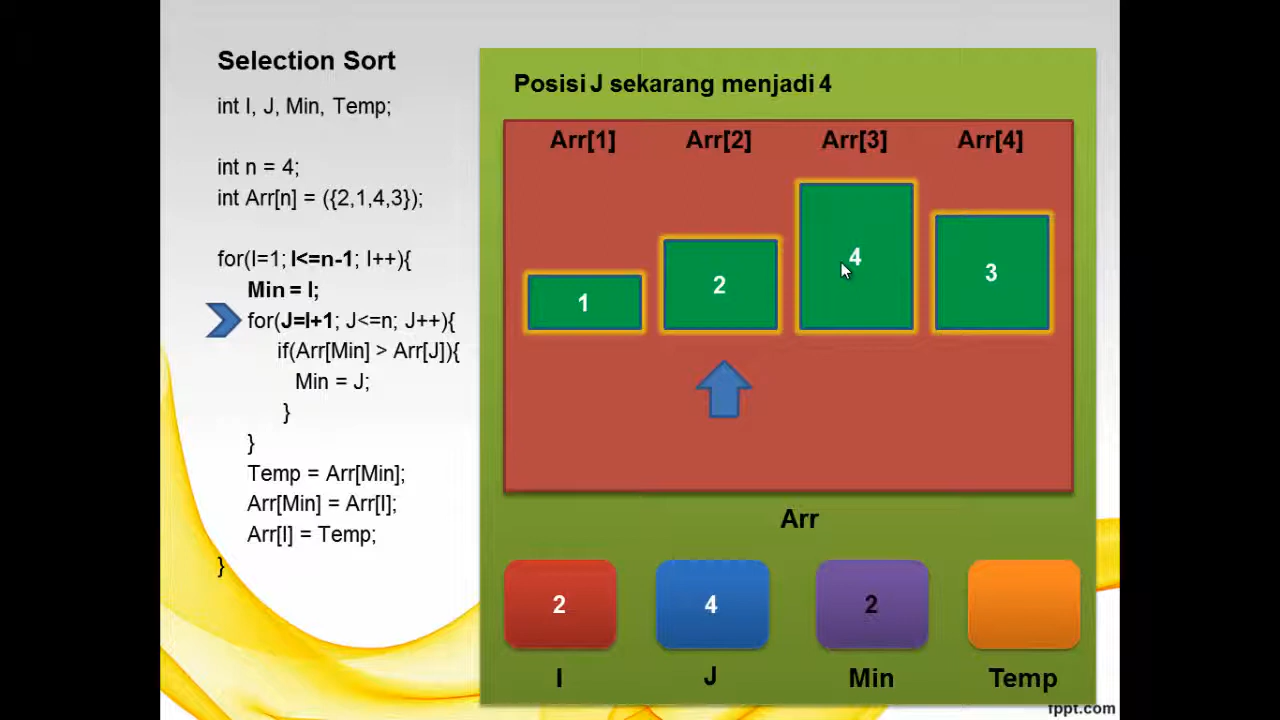 Selection Sort
int I, J, Min, Temp;
int n = 4;
int Arr[n] = ({2,1,4,3});
for(I=1; I<=n-1; I++){
Min = I;
for(J=I+1; J<=n; J++){
if(Arr[Min] > Arr[J]){
Min = J;
}
}
Temp = Arr[Min];
Arr[Min] = Arr[I];
Arr[I] = Temp;
}
Posisi J sekarang menjadi 4
Arr[1] Arr[2] Arr[3] Arr[4]
1 2 4 3
Arr
2 4 2
I J Min Temp
fppt.com